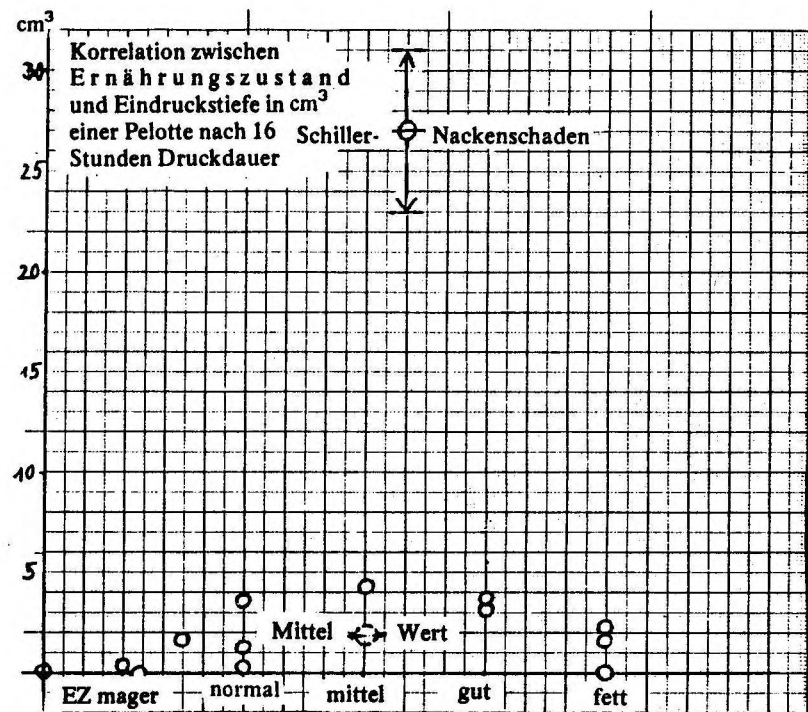 cm³
Korrelation zwischen
Ernährungszustand
und Eindruckstiefe in cm³
einer Pelotte nach 16
Stunden Druckdauer
Schiller- Nackenschaden
30
25
20
15
10
5
Mittel Wert
EZ mager normal mittel gut fett